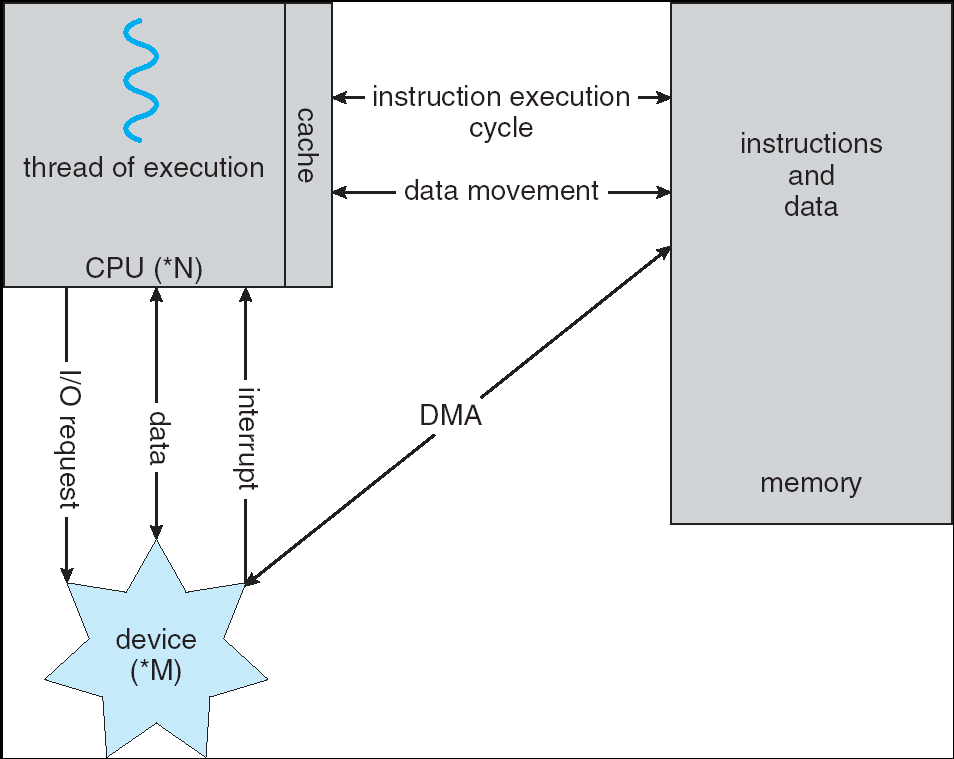 thread of execution
cache
CPU (*N)
instruction execution
cycle
data movement
instructions
and
data
memory
I/O request
data
interrupt
DMA
device
(*M)